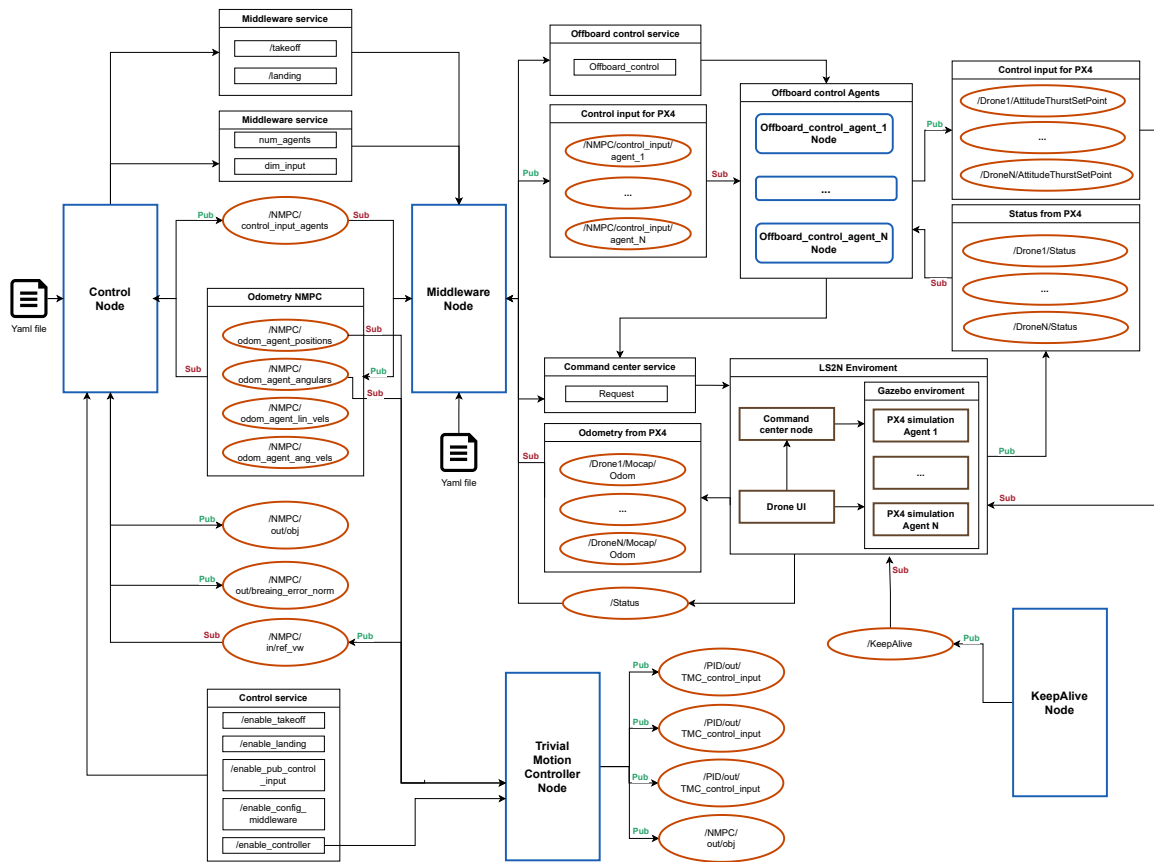 Middleware service
/takeoff
/landing
Middleware service
num_agents
dim_input
Pub
/NMPC/
control_input_agents
Sub
Control
Node
Yaml file
Odometry NMPC
/NMPC/
odom_agent_positions
/NMPC/
odom_agent_angulars
/NMPC/
odom_agent_lin_vels
/NMPC/
odom_agent_ang_vels
Sub
Sub
Pub
Sub
Middleware
Node
Yaml file
Pub
/NMPC/
out/obj
Pub
/NMPC/
out/breaing_error_norm
Sub
/NMPC/
in/ref_vw
Pub
Control service
/enable_takeoff
/enable_landing
/enable_pub_control
_input
/enable_config_
middleware
/enable_controller
Offboard control service
Offboard_control
Control input for PX4
/NMPC/control_input/
agent_1
...
/NMPC/control_input/
agent_N
Pub
Sub
Offboard control Agents
Offboard_control_agent_1
Node
...
Offboard_control_agent_N
Node
Pub
Sub
Control input for PX4
/Drone1/AttitudeThurstSetPoint
...
/DroneN/AttitudeThurstSetPoint
Status from PX4
/Drone1/Status
...
/DroneN/Status
Command center service
Request
Odometry from PX4
/Drone1/Mocap/
Odom
...
/DroneN/Mocap/
Odom
Sub
/Status
LS2N Enviroment
Command
center node
Drone UI
Gazebo enviroment
PX4 simulation
Agent 1
...
PX4 simulation
Agent N
Pub
Sub
Sub
/KeepAlive
Pub
KeepAlive
Node
Trivial
Motion
Controller
Node
Pub
/PID/out/
TMC_control_input
Pub
/PID/out/
TMC_control_input
Pub
/PID/out/
TMC_control_input
Pub
/NMPC/
out/obj